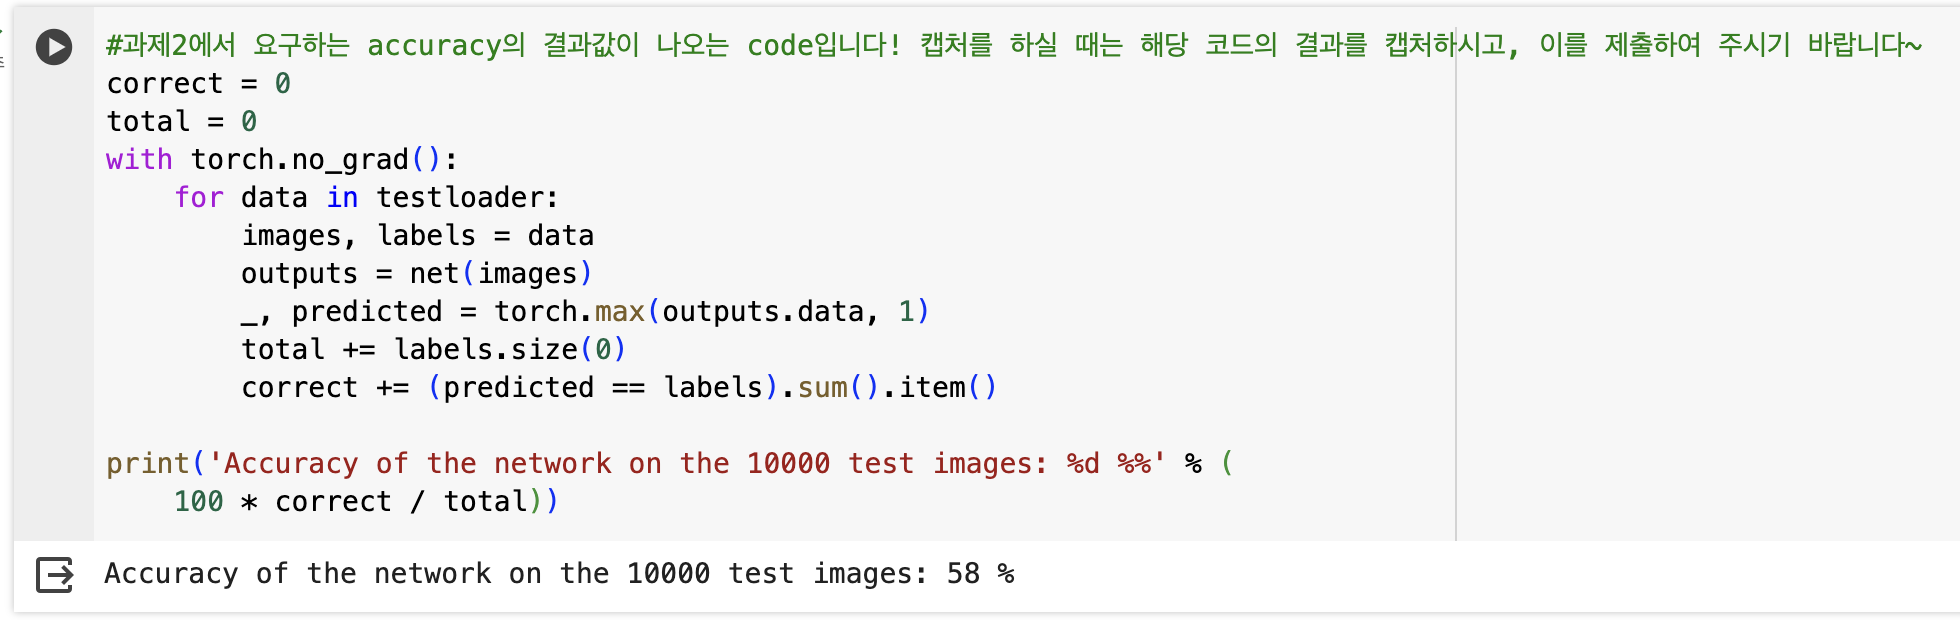 #과제2에서 요구하는 accuracy의 결과값이 나오는 code입니다! 캡처를 하실 때는 해당 코드의 결과를 캡처하시고, 이를 제출하여 주시기 바랍니다~
correct = 0
total = 0
with torch.no_grad():
    for data in testloader:
        images, labels = data
        outputs = net(images)
        _, predicted = torch.max(outputs.data, 1)
        total += labels.size(0)
        correct += (predicted == labels).sum().item()
print('Accuracy of the network on the 10000 test images: %d %%' % (
    100 * correct / total))
Accuracy of the network on the 10000 test images: 58 %